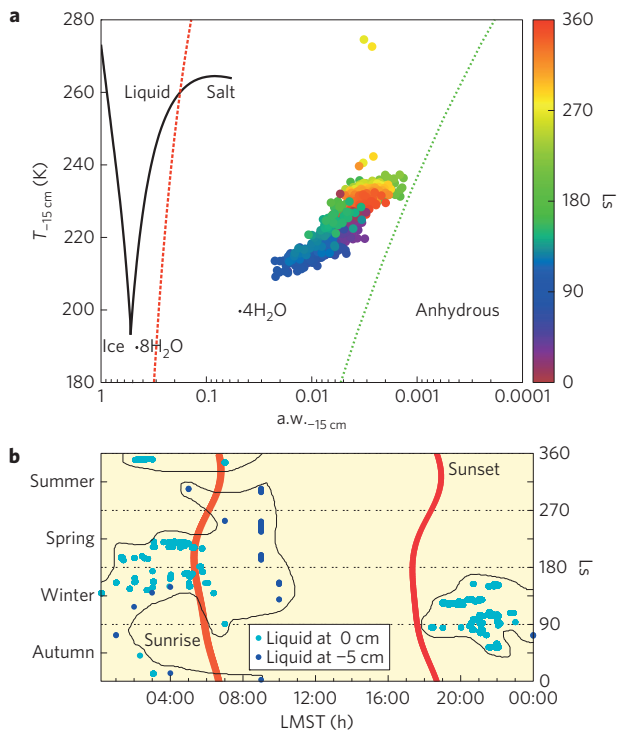 a
280
260
240
220
200
180
T−15 cm (K)
Liquid
Salt
Ice
•8H2O
•4H2O
Anhydrous
1
0.1
0.01
0.001
0.0001
a.w.−15 cm
360
270
180
90
0
Ls
b
Summer
Spring
Winter
Autumn
Sunset
Sunrise
Liquid at 0 cm
Liquid at −5 cm
360
270
180
90
0
Ls
04:00
08:00
12:00
16:00
20:00
00:00
LMST (h)